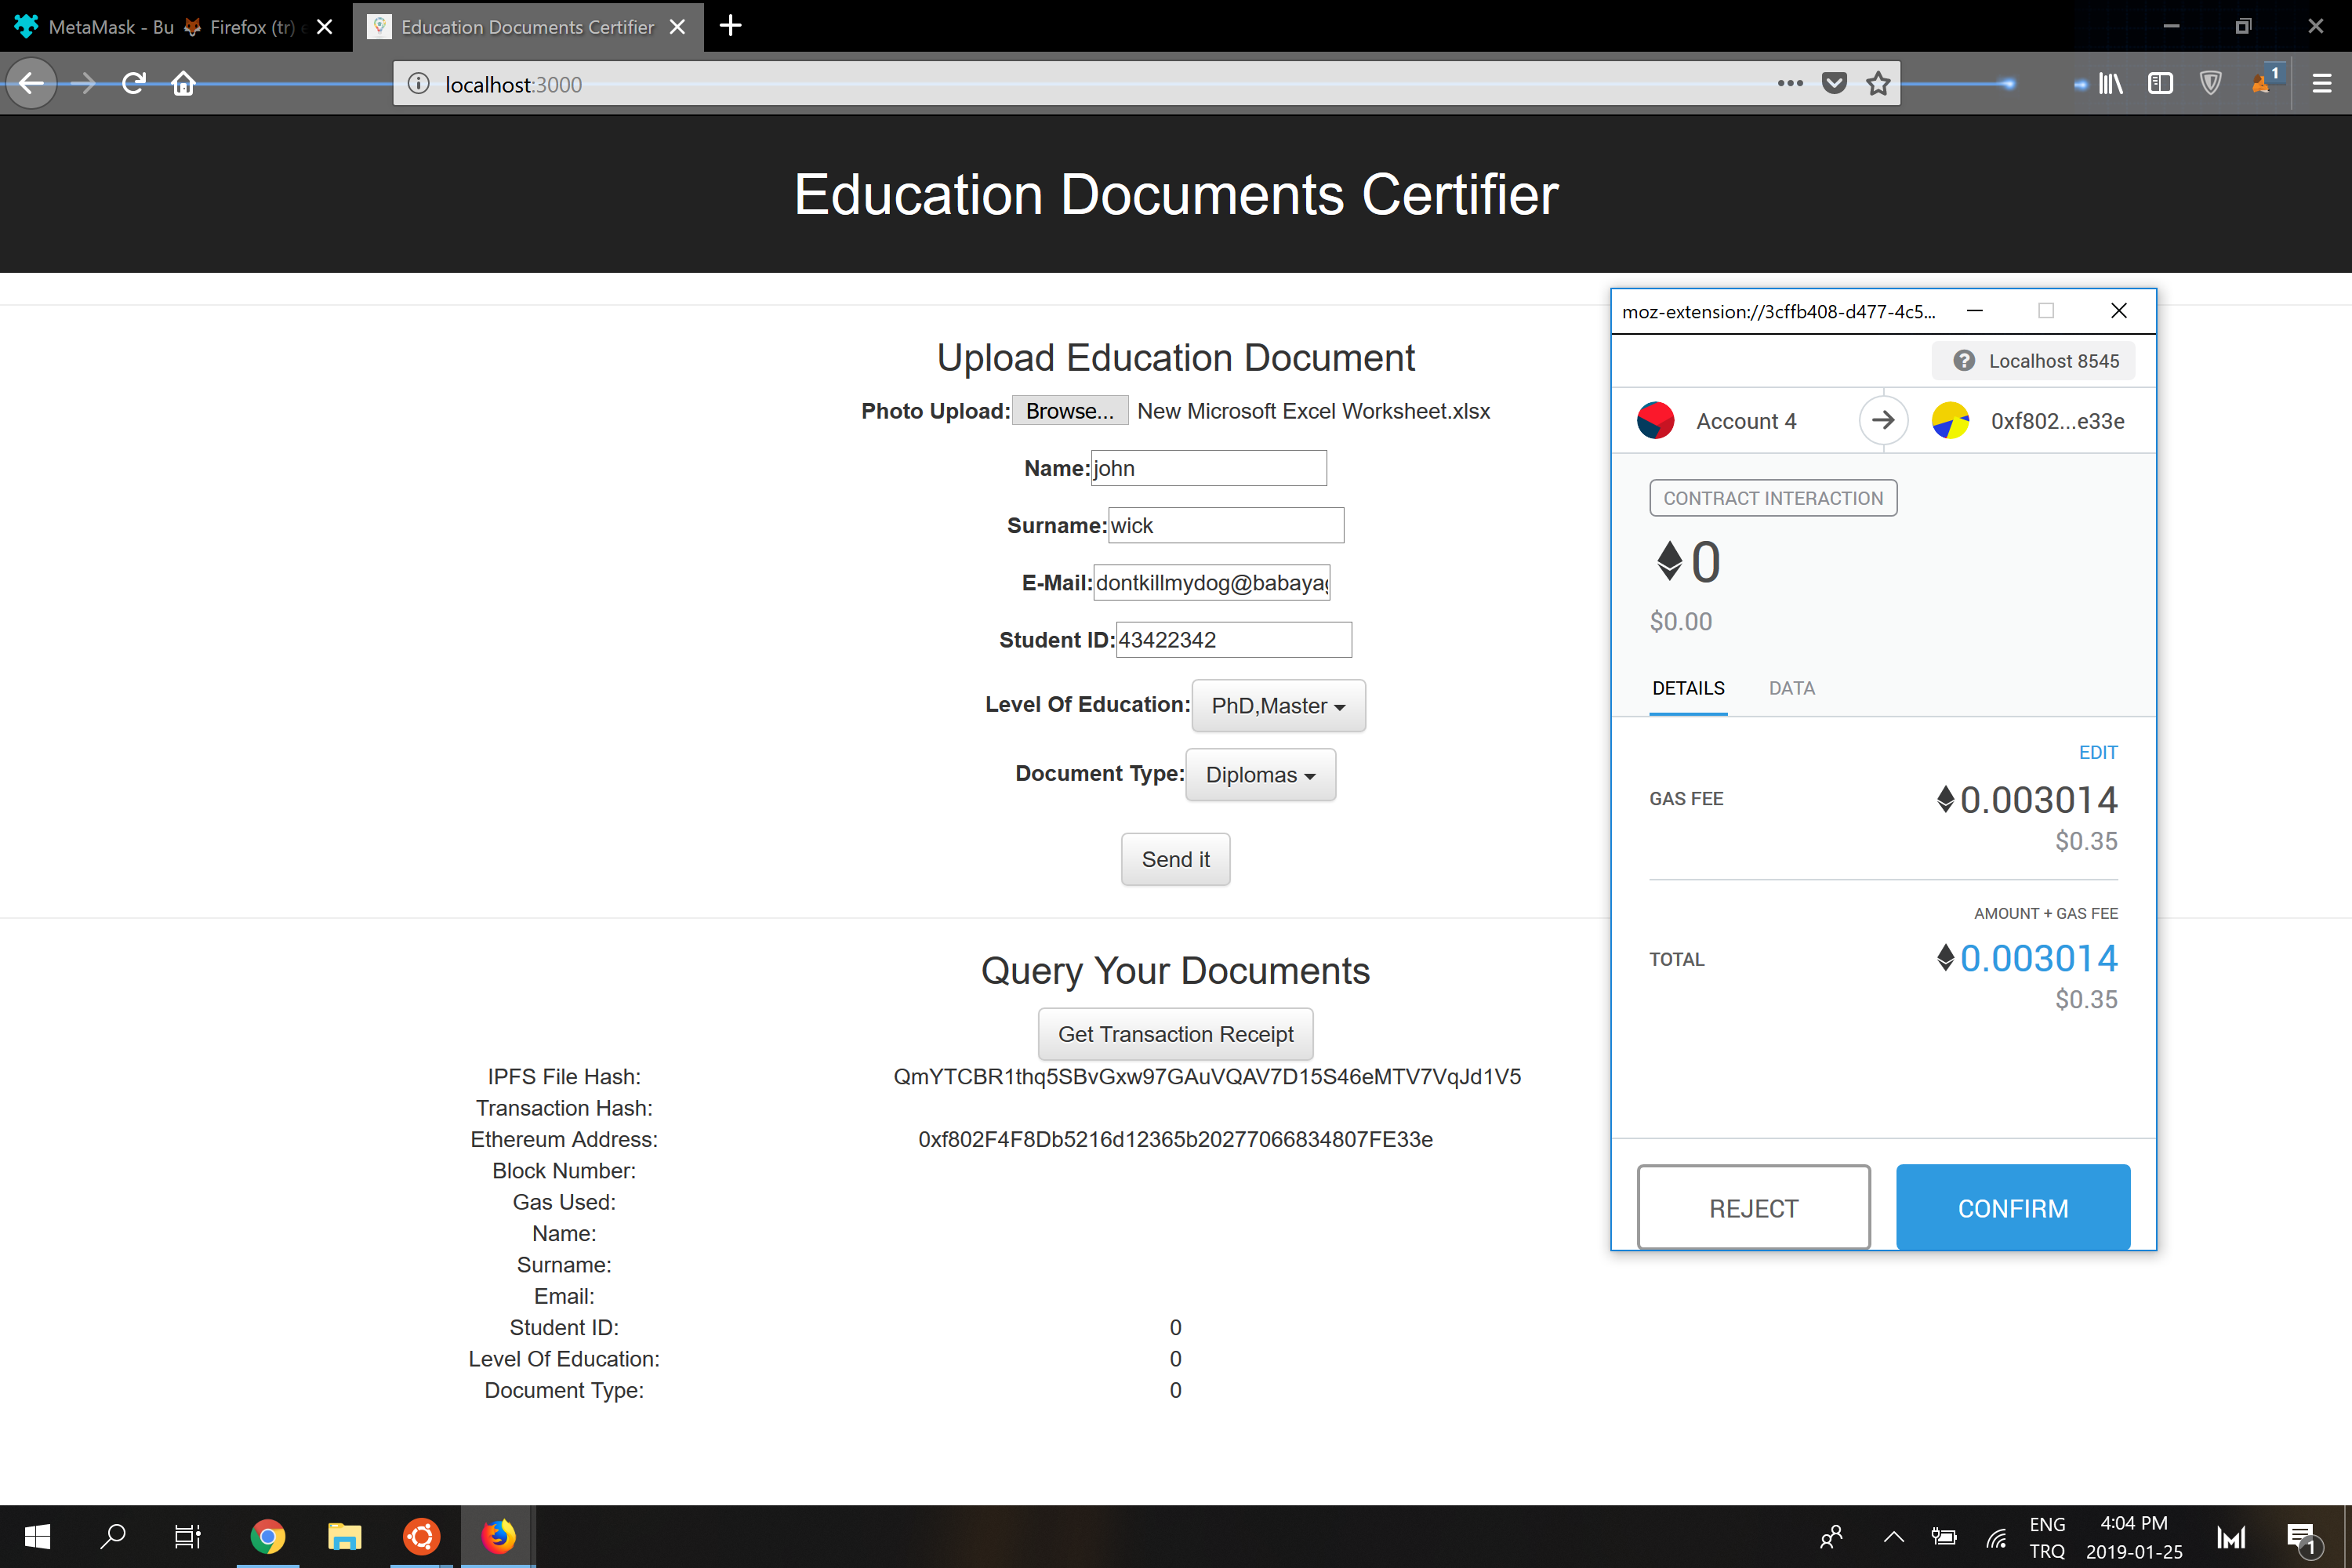 MetaMask - Bu 🦊 Firefox (tr) e
Education Documents Certifier
localhost:3000
1
Education Documents Certifier
Upload Education Document
Photo Upload: Browse... New Microsoft Excel Worksheet.xlsx
Name: john
Surname: wick
E-Mail: dontkillmydog@babayag
Student ID: 43422342
Level Of Education: PhD,Master
Document Type: Diplomas
Send it
Query Your Documents
Get Transaction Receipt
IPFS File Hash: QmYTCBR1thq5SBvGxw97GAuVQAV7D15S46eMTV7VqJd1V5
Transaction Hash:
Ethereum Address: 0xf802F4F8Db5216d12365b20277066834807FE33e
Block Number:
Gas Used:
Name:
Surname:
Email:
Student ID: 0
Level Of Education: 0
Document Type: 0
moz-extension://3cffb408-d477-4c5...
? Localhost 8545
Account 4 0xf802...e33e
CONTRACT INTERACTION
0
$0.00
DETAILS DATA
EDIT
GAS FEE 0.003014
$0.35
AMOUNT + GAS FEE
TOTAL 0.003014
$0.35
REJECT CONFIRM
ENG 4:04 PM
TRQ 2019-01-25
1